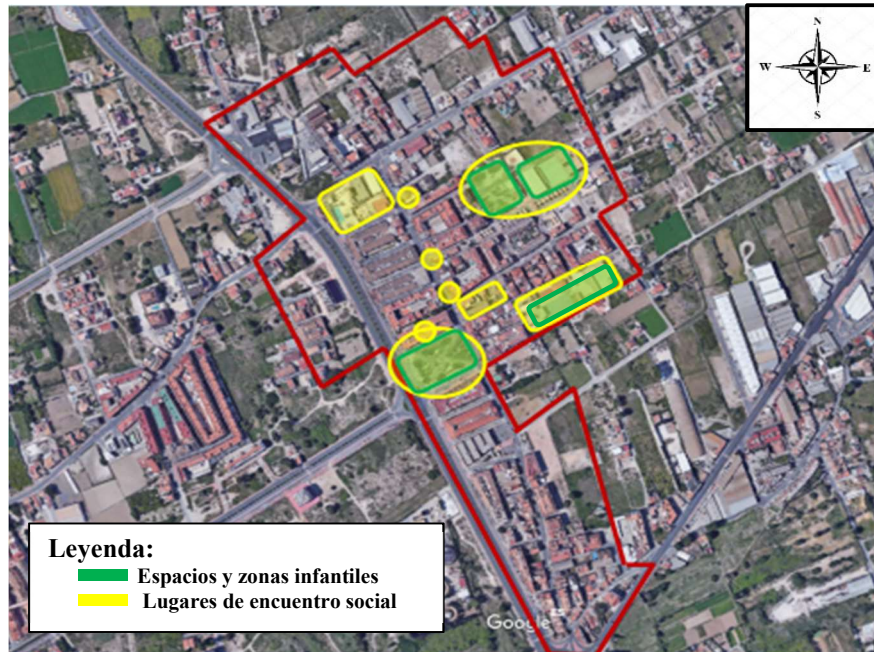 N
W E
S
Leyenda:
Espacios y zonas infantiles
Lugares de encuentro social
Google